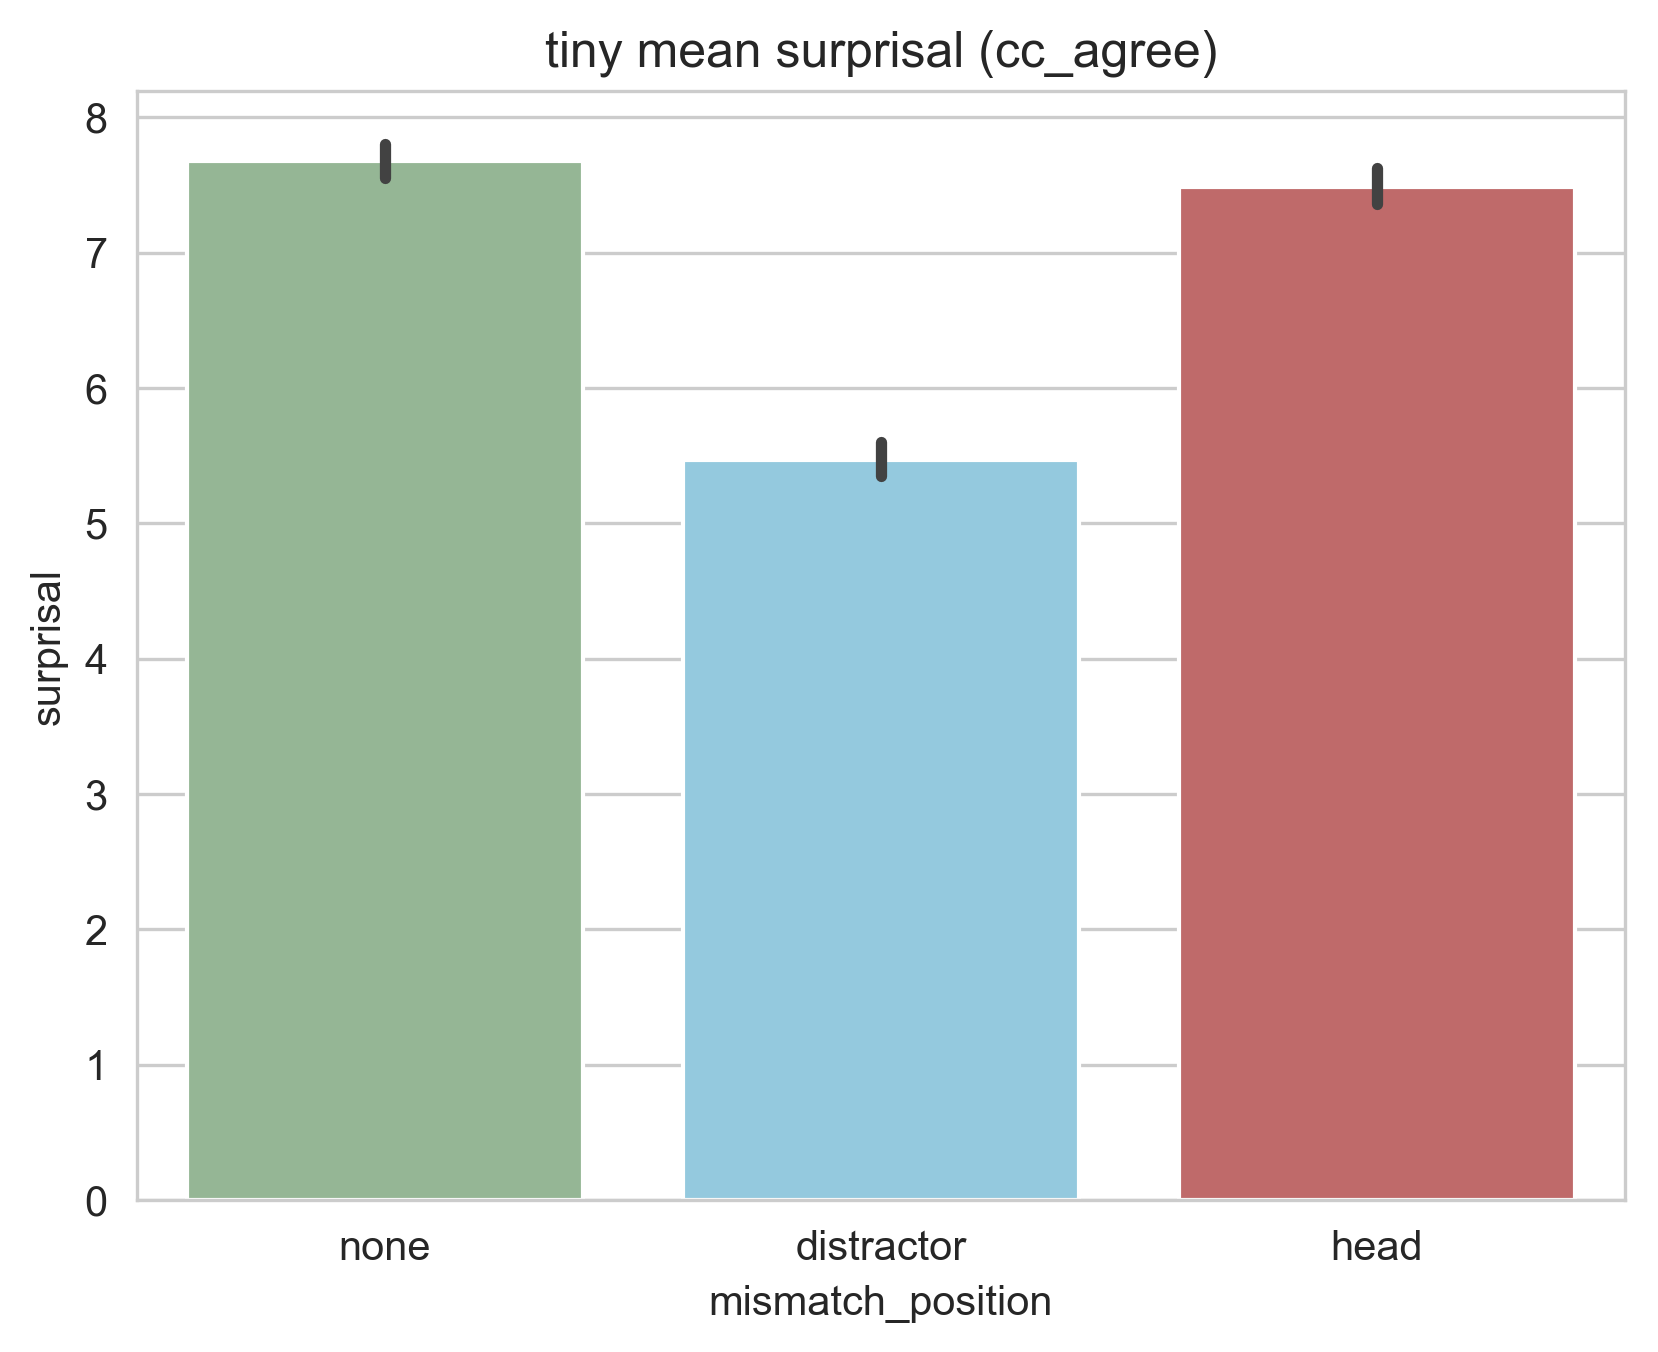 tiny mean surprisal (cc_agree)
8
7
6
5
4
3
2
1
0
surprisal
none distractor head
mismatch_position